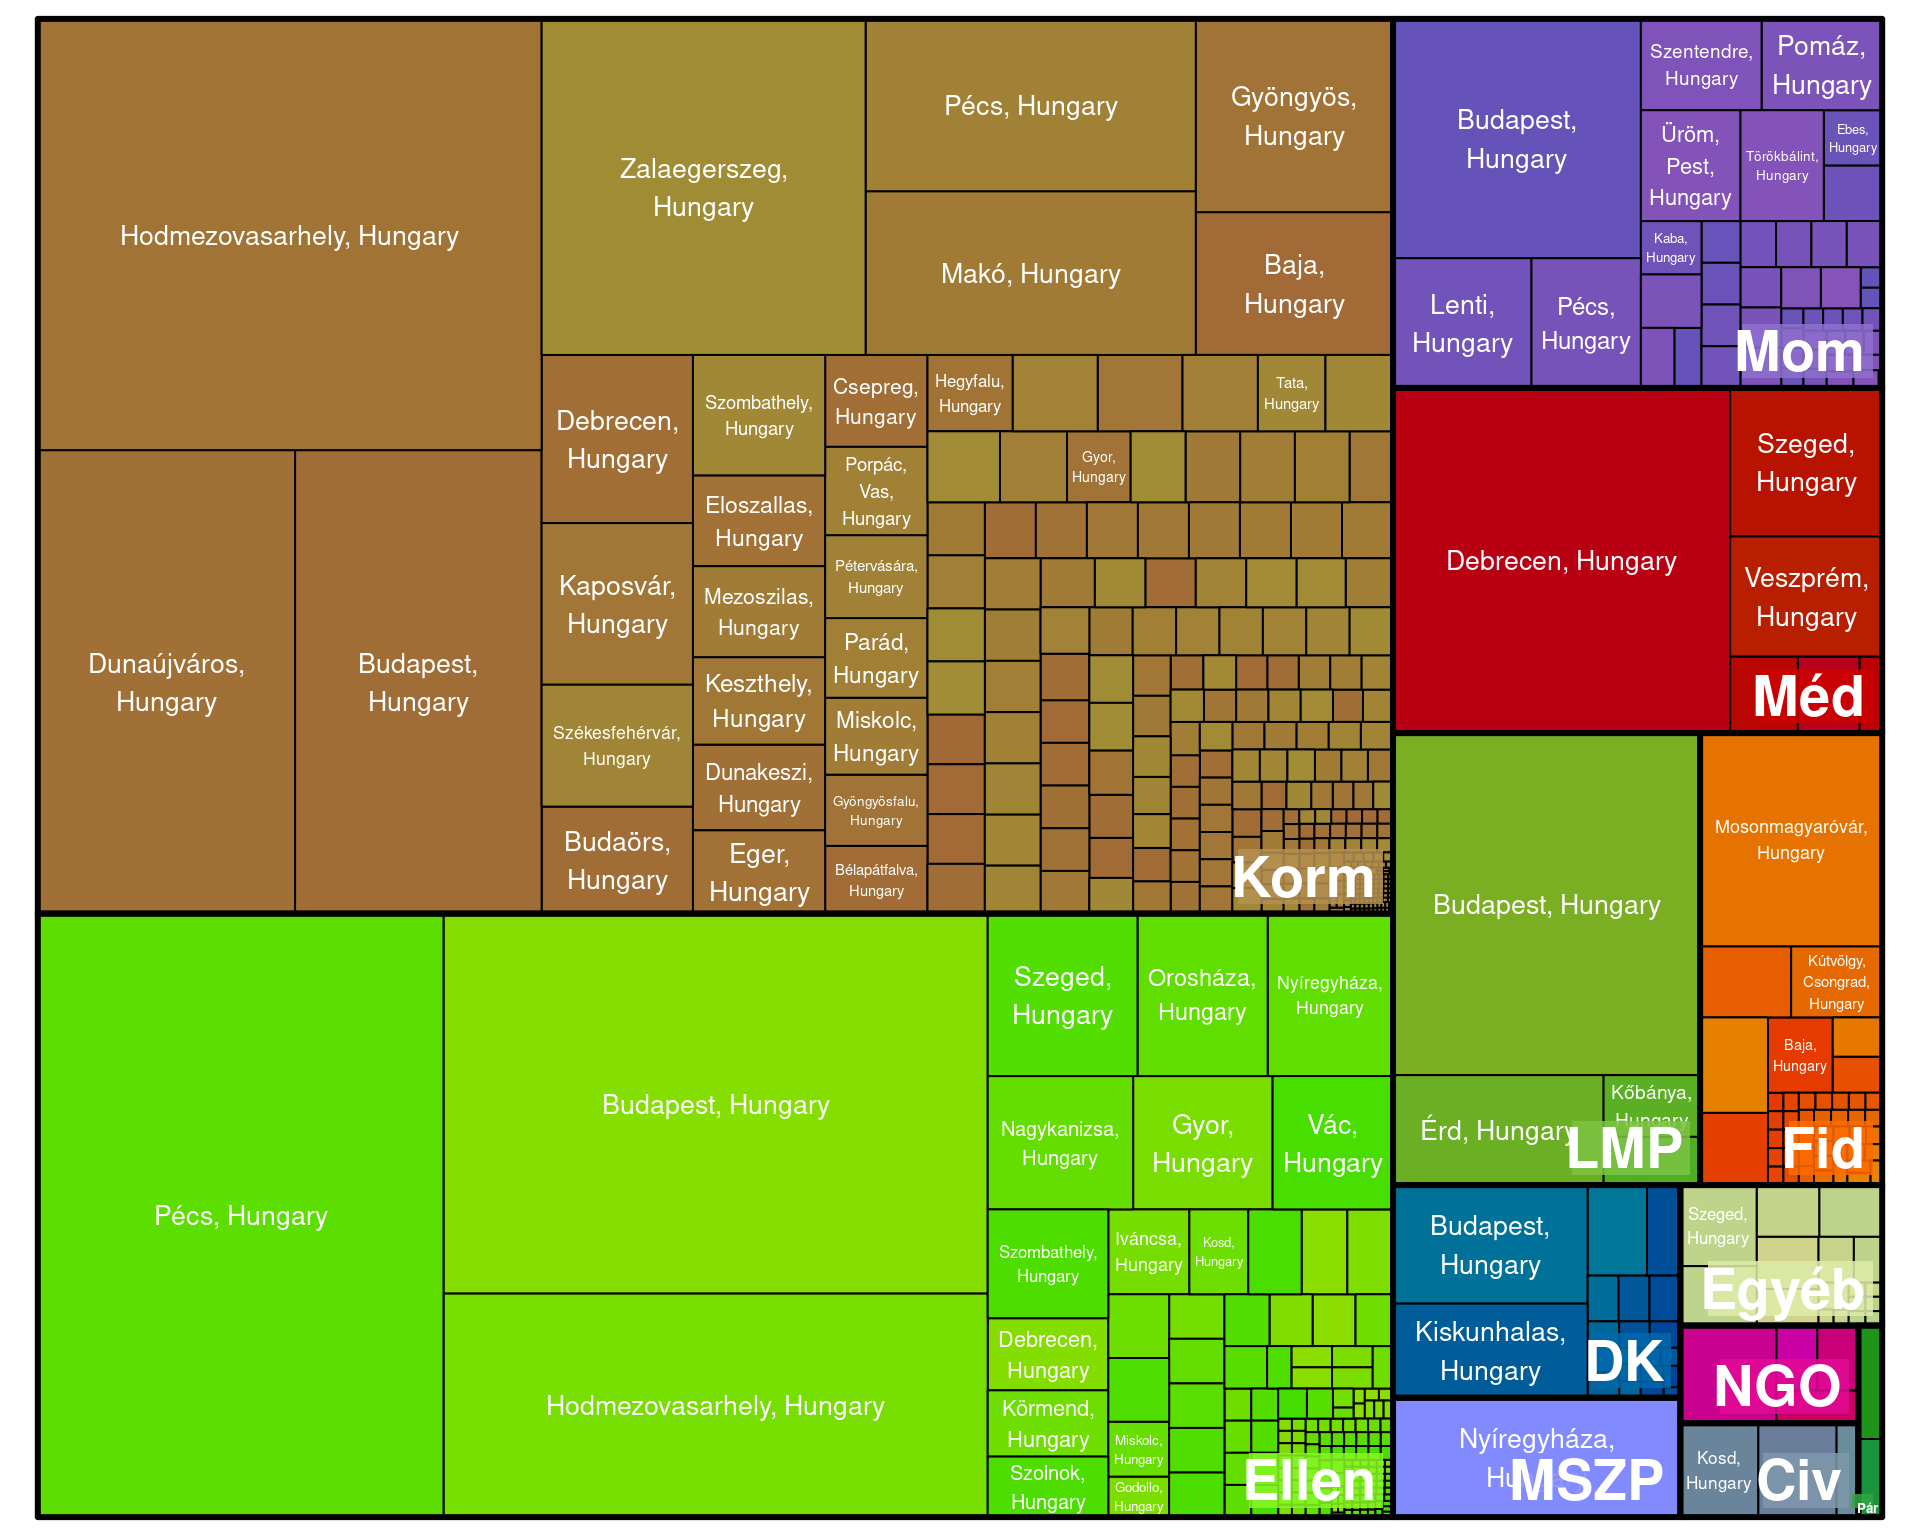 Hodmezovasarhely, Hungary
Dunaújváros,
Hungary
Budapest,
Hungary
Zalaegerszeg,
Hungary
Pécs, Hungary
Makó, Hungary
Gyöngyös,
Hungary
Baja,
Hungary
Debrecen,
Hungary
Kaposvár,
Hungary
Székesfehérvár,
Hungary
Budaörs,
Hungary
Szombathely,
Hungary
Eloszallas,
Hungary
Mezoszilas,
Hungary
Keszthely,
Hungary
Dunakeszi,
Hungary
Eger,
Hungary
Csepreg,
Hungary
Porpác,
Vas,
Hungary
Pétervására,
Hungary
Parád,
Hungary
Miskolc,
Hungary
Gyöngyösfalu,
Hungary
Bélapátfalva,
Hungary
Hegyfalu,
Hungary
Tata,
Hungary
Gyor,
Hungary
Korm
Pécs, Hungary
Budapest, Hungary
Hodmezovasarhely, Hungary
Szeged,
Hungary
Orosháza,
Hungary
Nyíregyháza,
Hungary
Nagykanizsa,
Hungary
Gyor,
Hungary
Vác,
Hungary
Szombathely,
Hungary
Debrecen,
Hungary
Körmend,
Hungary
Szolnok,
Hungary
Iváncsa,
Hungary
Kosd,
Hungary
Miskolc,
Hungary
Godollo,
Hungary
Ellen
Budapest,
Hungary
Lenti,
Hungary
Pécs,
Hungary
Szentendre,
Hungary
Pomáz,
Hungary
Üröm,
Pest,
Hungary
Törökbálint,
Hungary
Ebes,
Hungary
Kaba,
Hungary
Mom
Debrecen, Hungary
Szeged,
Hungary
Veszprém,
Hungary
Méd
Budapest, Hungary
Érd, Hungary
Kőbánya,
Hungary
LMP
Mosonmagyaróvár,
Hungary
Kútvölgy,
Csongrad,
Hungary
Baja,
Hungary
Fid
Budapest,
Hungary
Kiskunhalas,
Hungary
DK
Szeged,
Hungary
Egyéb
NGO
Nyíregyháza,
MSZP
Kosd,
Hungary
Civ
Pár